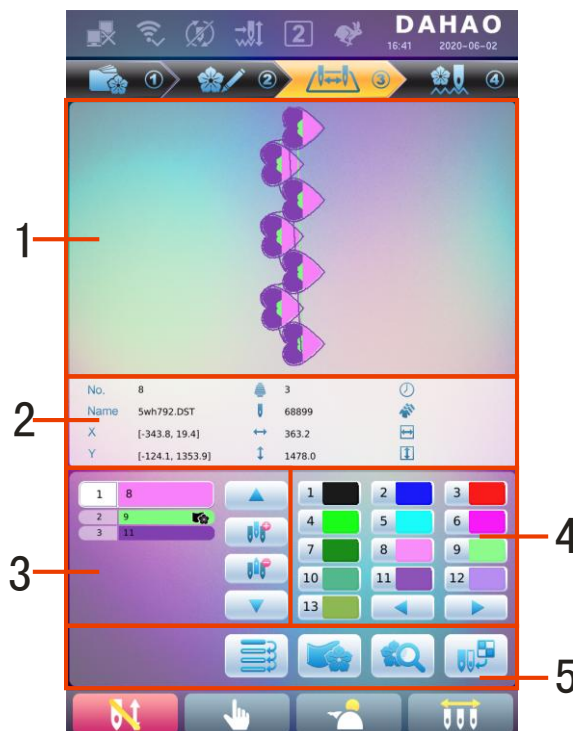 DAHAO
2
16:41 2020-06-02
① ② ③ ④
1
No. 8 3
2
Name 5wh792.DST 68899
X [-343.8, 19.4] 363.2
Y [-124.1, 1353.9] 1478.0
1 8
2 9
3 11
3
1 2 3
4 5 6
4
7 8 9
10 11 12
13
5